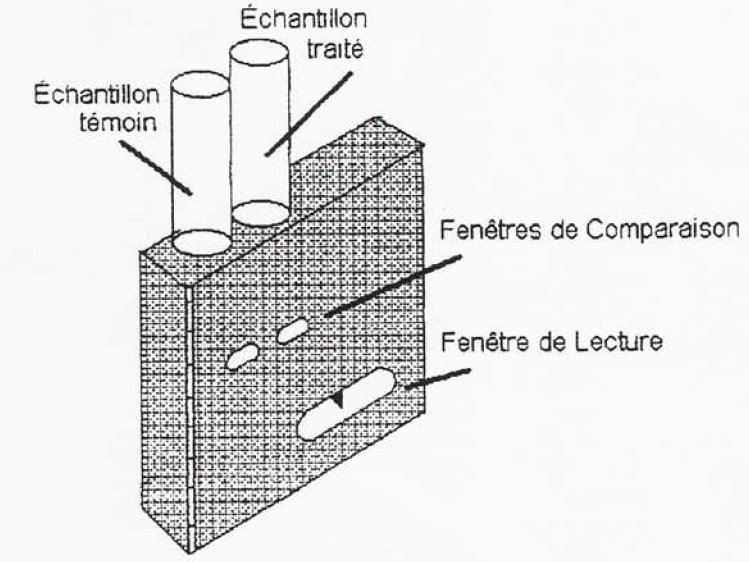 Échantillon
traité
Échantillon
témoin
Fenêtres de Comparaison
Fenêtre de Lecture